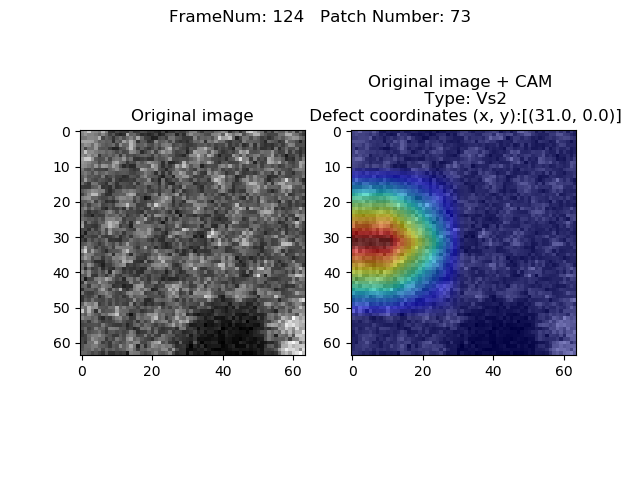 FrameNum: 124   Patch Number: 73
Original image
Original image + CAM
Type: Vs2
Defect coordinates (x, y):[(31.0, 0.0)]
0
10
20
30
40
50
60
0 20 40 60
0
10
20
30
40
50
60
0 20 40 60